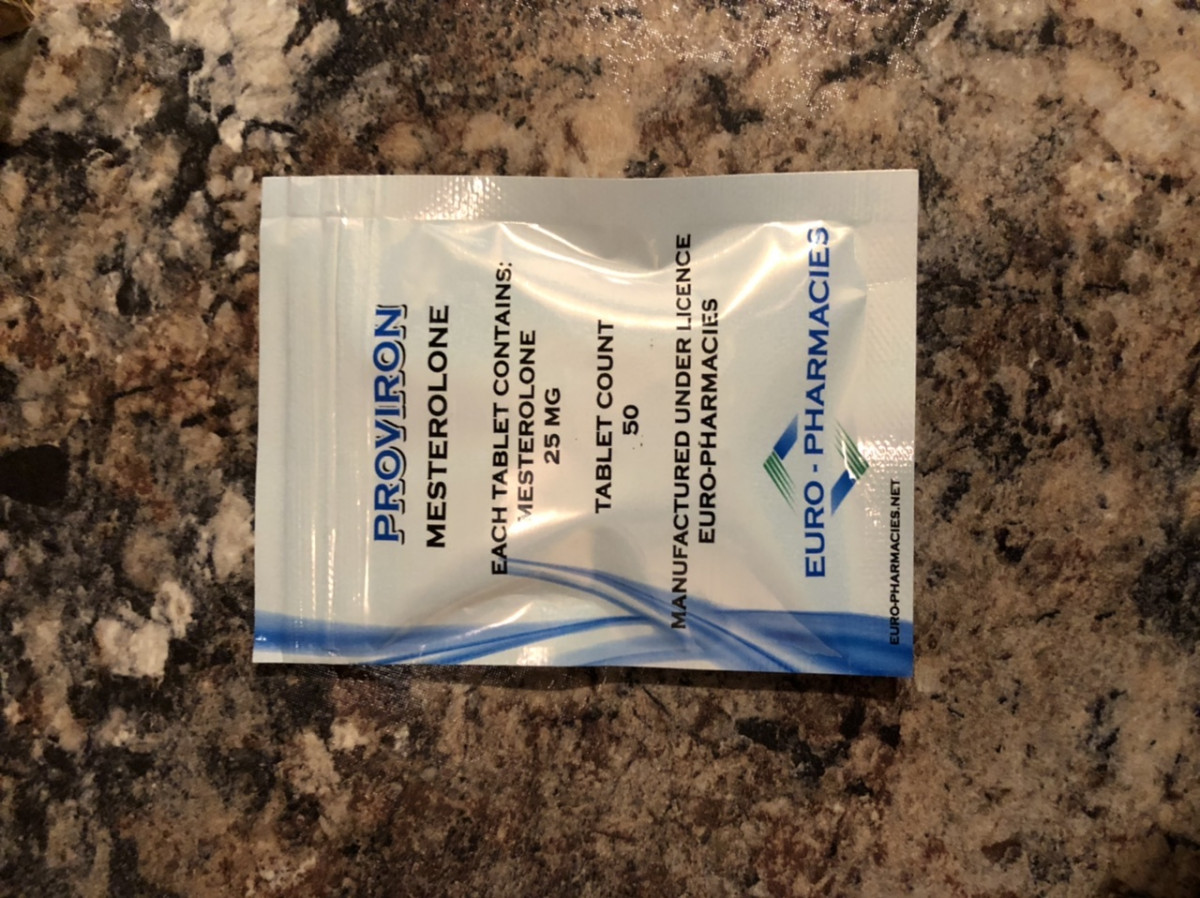 PROVIRON
MESTEROLONE
EACH TABLET CONTAINS:
MESTEROLONE
25 MG
TABLET COUNT
50
MANUFACTURED UNDER LICENCE
EURO-PHARMACIES
EURO - PHARMACIES
EURO-PHARMACIES.NET